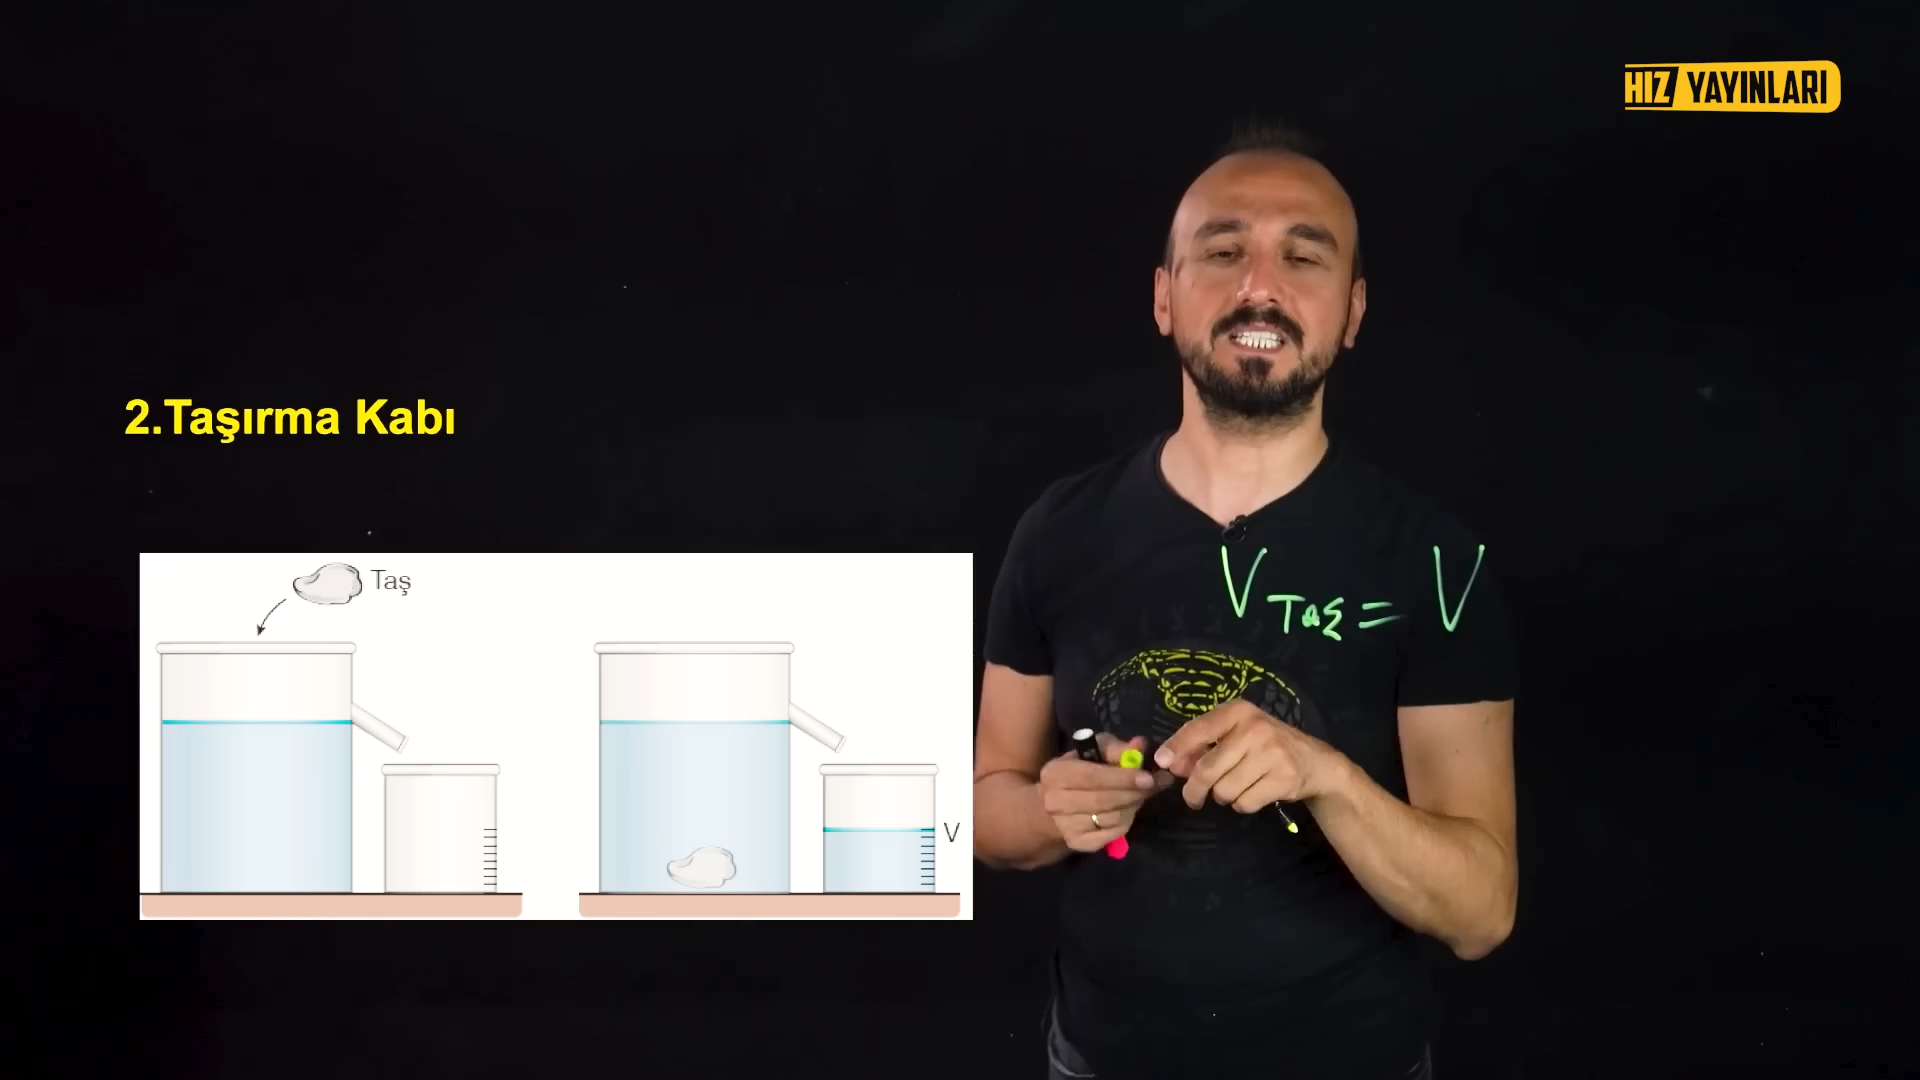 HIZ YAYINLARI
2.Taşırma Kabı
Taş
V Taş = V
V